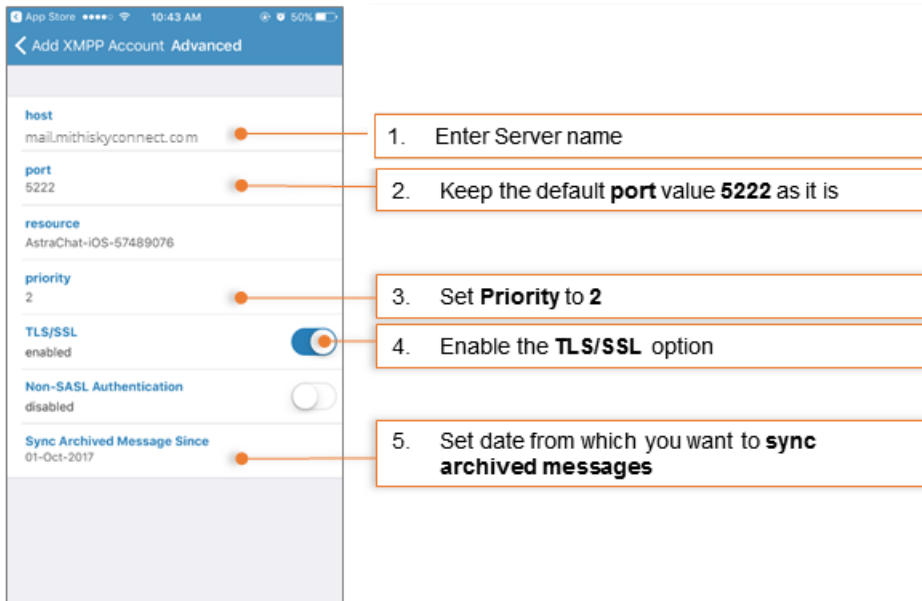 App Store 10:43 AM 50%
Add XMPP Account Advanced
host
mail.mithiskyconnect.com
port
5222
resource
AstraChat-iOS-57489076
priority
2
TLS/SSL
enabled
Non-SASL Authentication
disabled
Sync Archived Message Since
01-Oct-2017
1. Enter Server name
2. Keep the default port value 5222 as it is
3. Set Priority to 2
4. Enable the TLS/SSL option
5. Set date from which you want to sync
archived messages